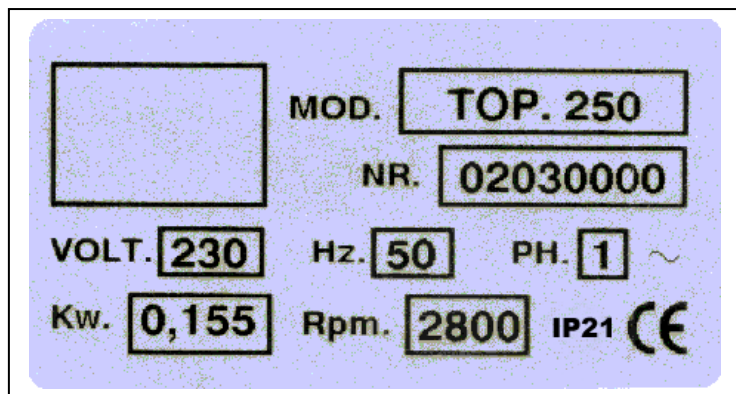 MOD. TOP. 250
NR. 02030000
VOLT. 230 Hz. 50 PH. 1 ~
Kw. 0,155 Rpm. 2800 IP21 CE